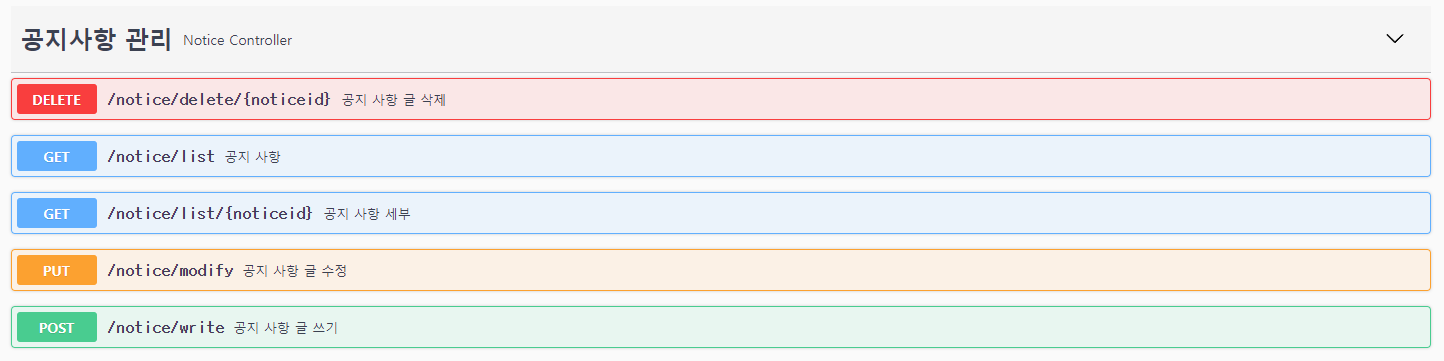 공지사항 관리 Notice Controller
DELETE /notice/delete/{noticeid} 공지 사항 글 삭제
GET /notice/list 공지 사항
GET /notice/list/{noticeid} 공지 사항 세부
PUT /notice/modify 공지 사항 글 수정
POST /notice/write 공지 사항 글 쓰기